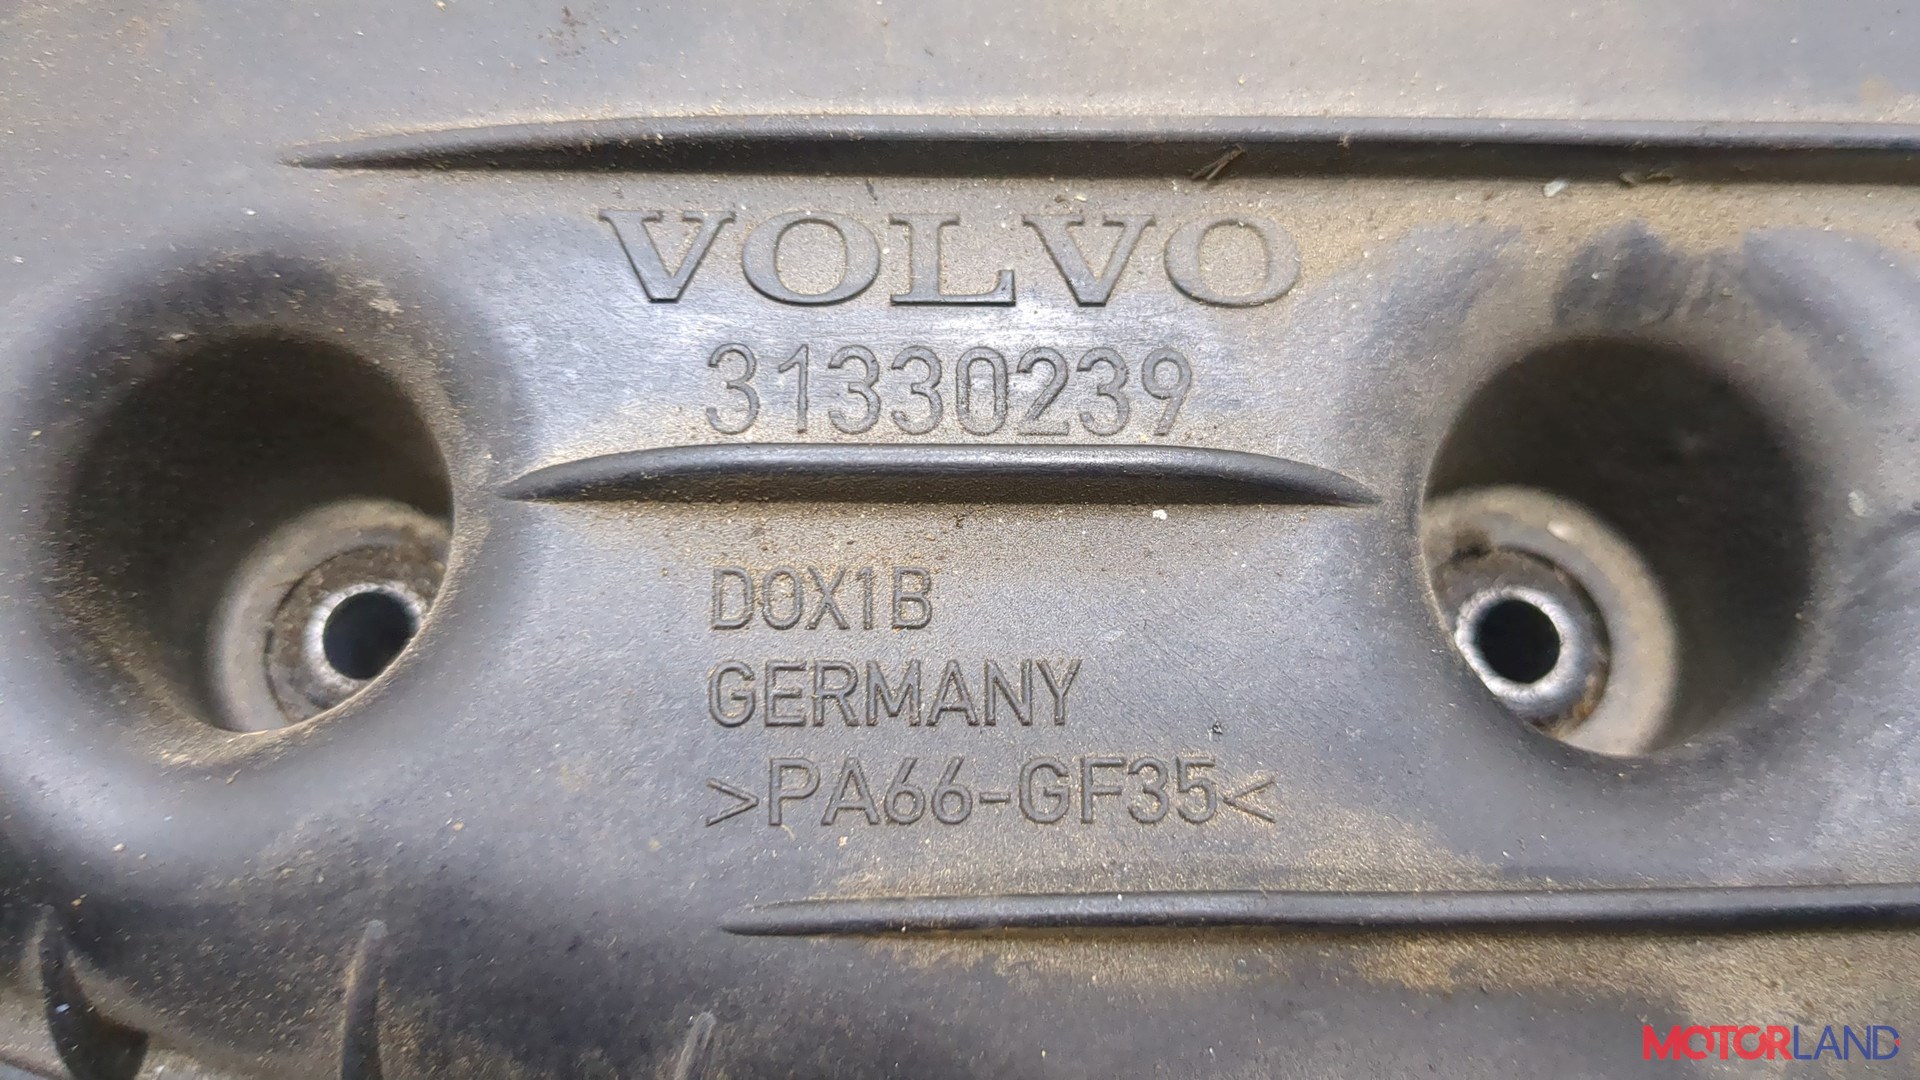 VOLVO
31330239
D0X1B
GERMANY
>PA66-GF35<
MOTORLAND